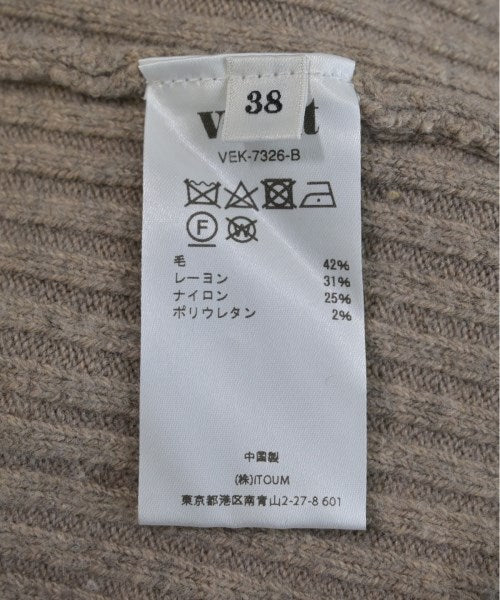 38
VEK-7326-B
F W
毛 42%
レーヨン 31%
ナイロン 25%
ポリウレタン 2%
中国製
(株)ITOUM
東京都港区南青山2-27-8 601